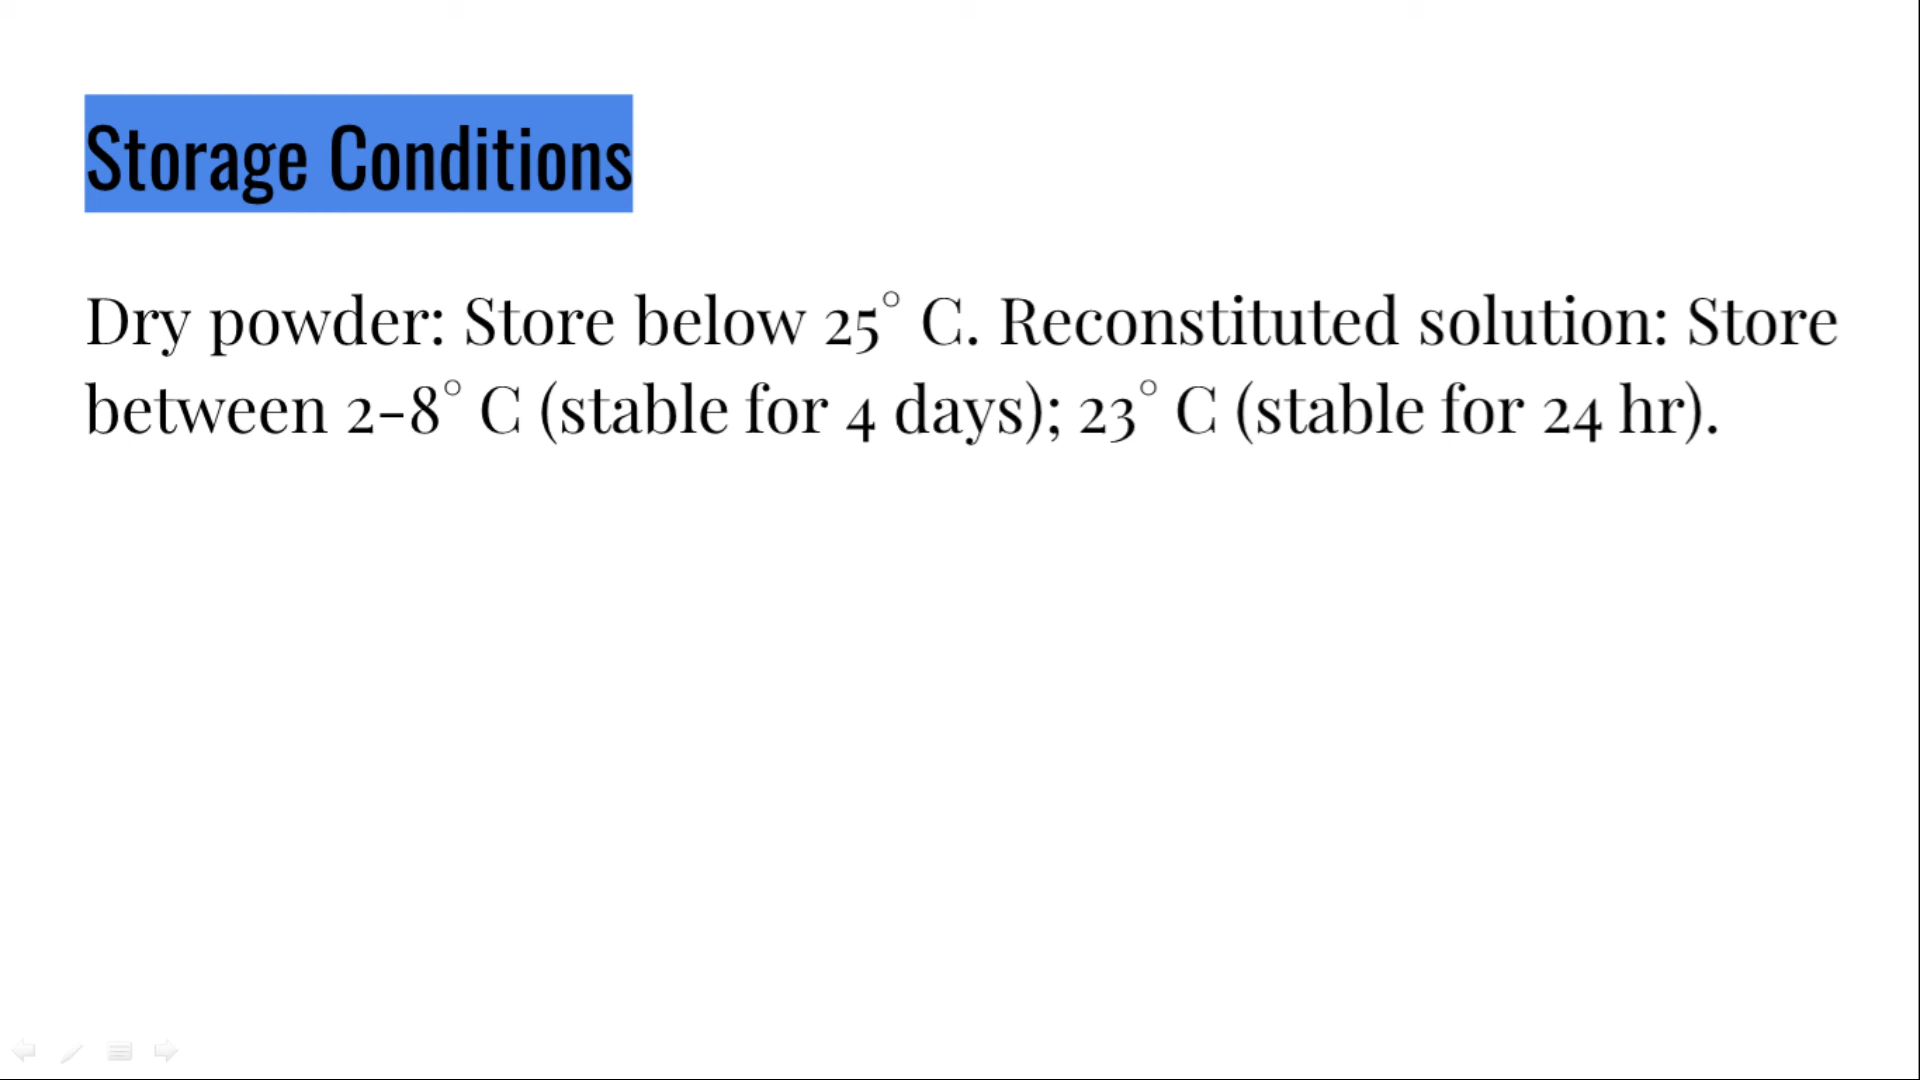 Storage Conditions
Dry powder: Store below 25° C. Reconstituted solution: Store
between 2-8° C (stable for 4 days); 23° C (stable for 24 hr).